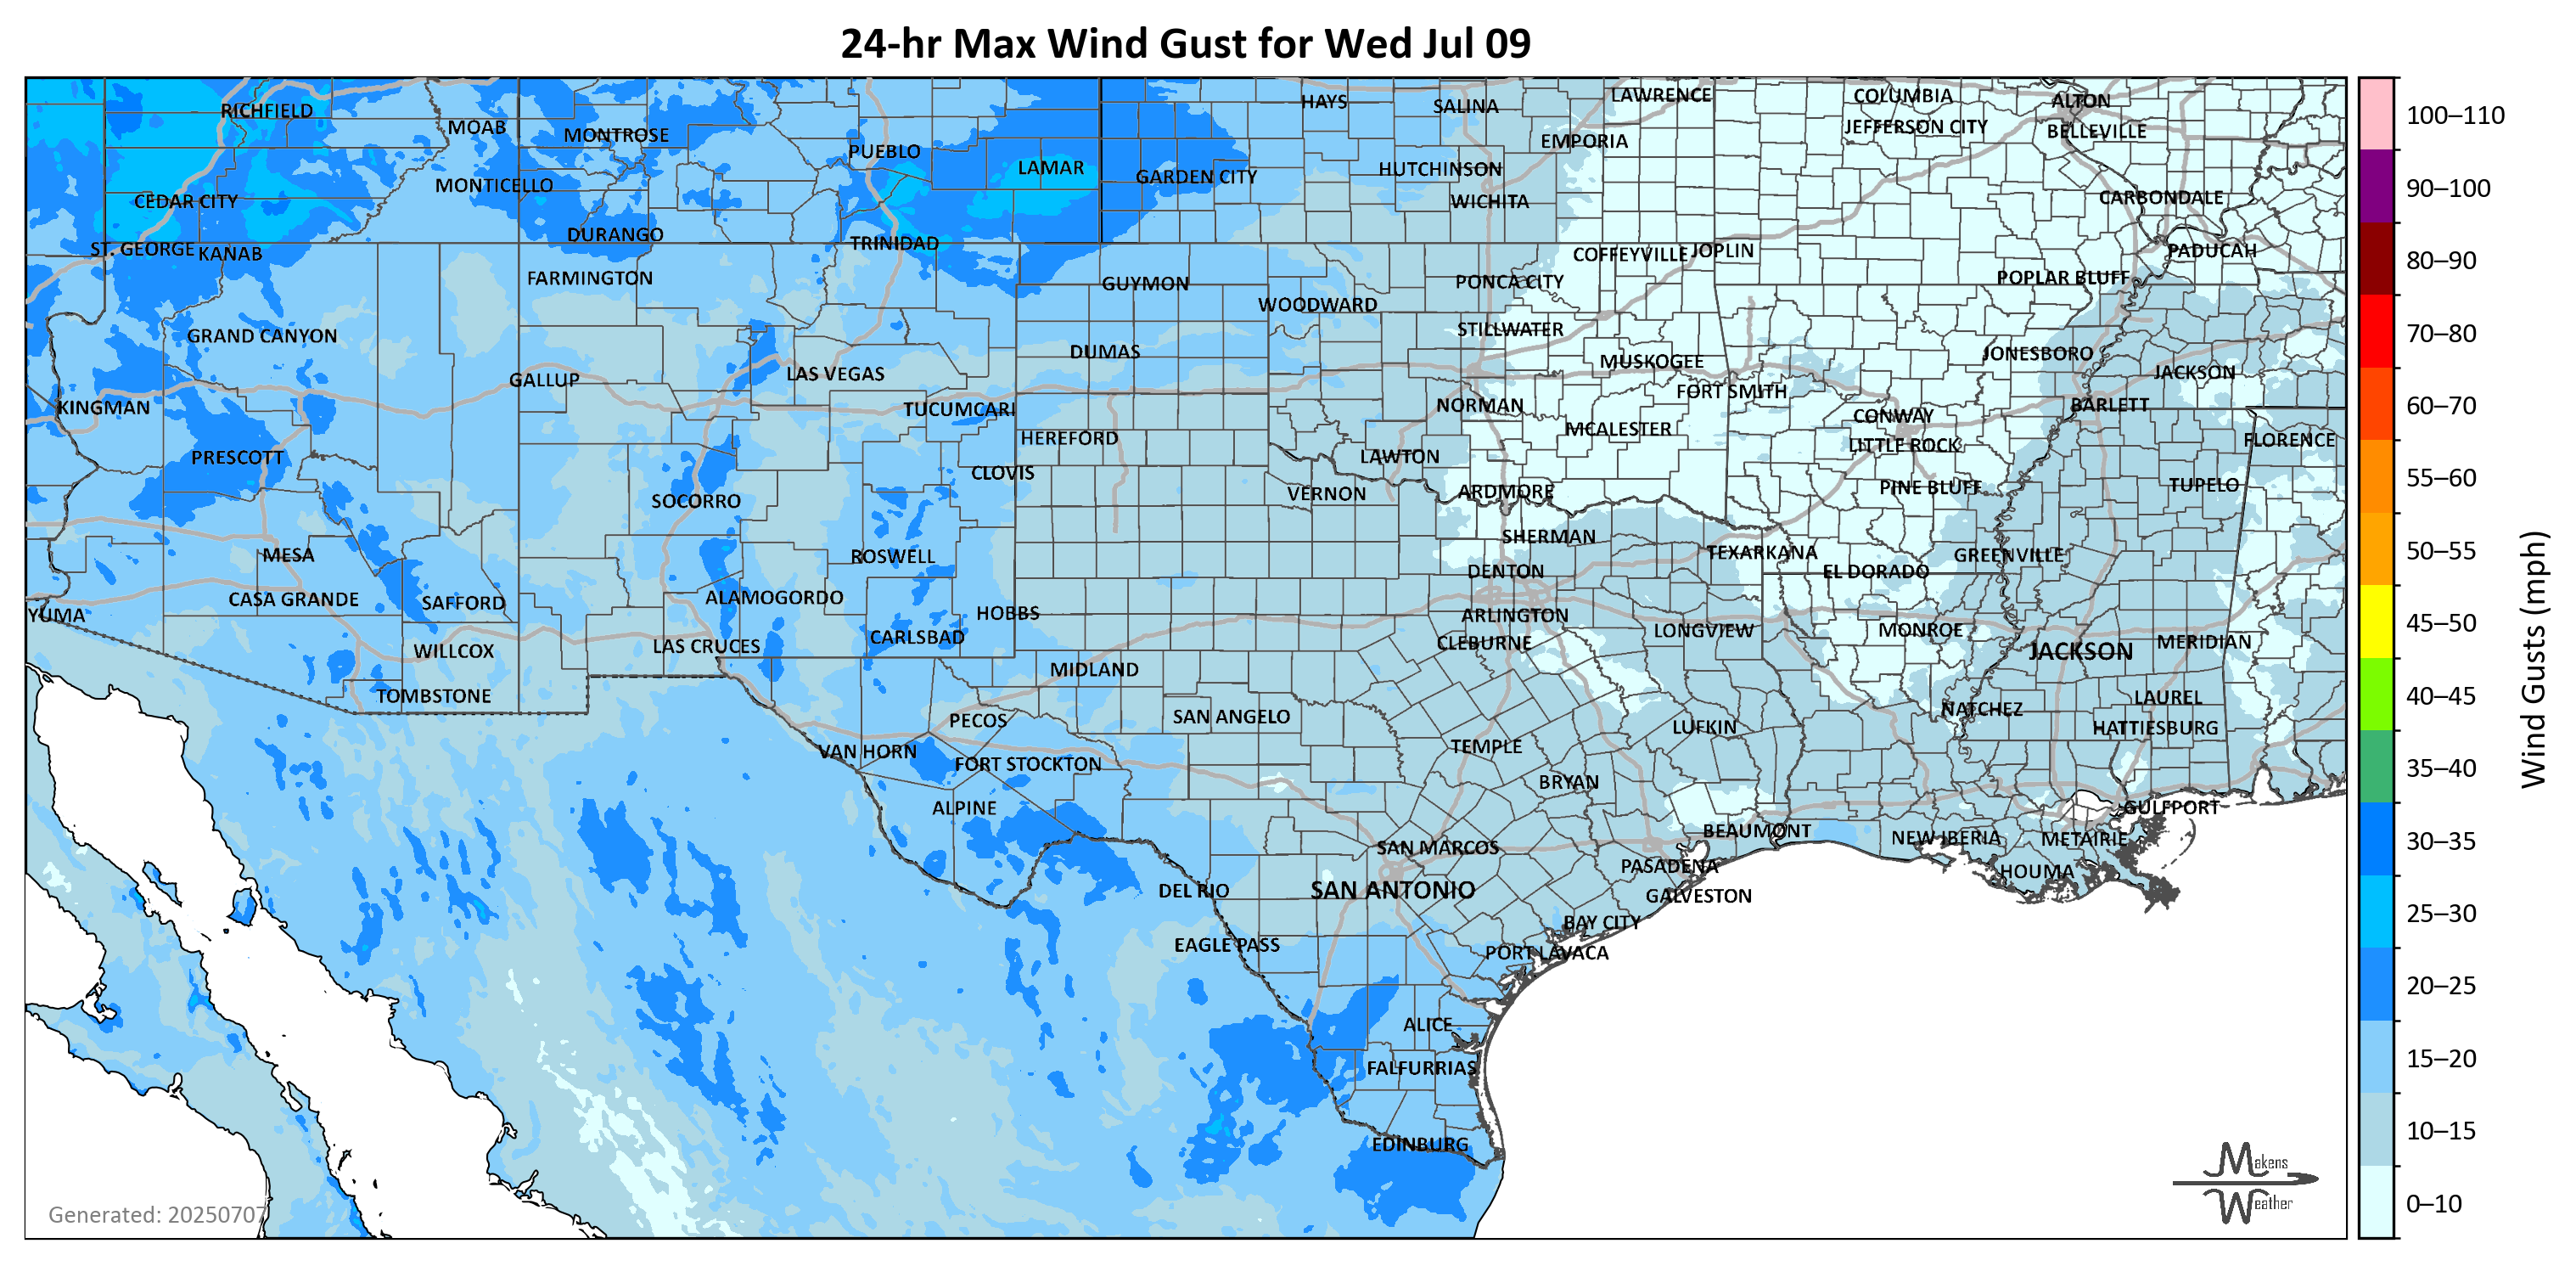 24-hr Max Wind Gust for Wed Jul 09
RICHFIELD
MOAB
MONTROSE
PUEBLO
LAMAR
GARDEN CITY
HAYS
SALINA
LAWRENCE
EMPORIA
COLUMBIA
JEFFERSON CITY
ALTON
BELLEVILLE
CEDAR CITY
MONTICELLO
HUTCHINSON
WICHITA
CARBONDALE
ST. GEORGE
KANAB
DURANGO
TRINIDAD
COFFEYVILLE
JOPLIN
PADUCAH
FARMINGTON
GUYMON
WOODWARD
PONCA CITY
POPLAR BLUFF
GRAND CANYON
DUMAS
STILLWATER
MUSKOGEE
JONESBORO
JACKSON
KINGMAN
GALLUP
LAS VEGAS
TUCUMCARI
NORMAN
FORT SMITH
CONWAY
BARLETT
PRESCOTT
HEREFORD
LAWTON
MCALESTER
LITTLE ROCK
FLORENCE
SOCORRO
CLOVIS
VERNON
ARDMORE
PINE BLUFF
TUPELO
MESA
ROSWELL
SHERMAN
TEXARKANA
GREENVILLE
DENTON
EL DORADO
YUMA
CASA GRANDE
SAFFORD
ALAMOGORDO
HOBBS
ARLINGTON
WILLCOX
LAS CRUCES
CARLSBAD
CLEBURNE
LONGVIEW
MONROE
JACKSON
MERIDIAN
TOMBSTONE
MIDLAND
PECOS
SAN ANGELO
LUFKIN
NATCHEZ
LAUREL
HATTIESBURG
VAN HORN
FORT STOCKTON
TEMPLE
BRYAN
ALPINE
GULFPORT
SAN MARCOS
BEAUMONT
NEW IBERIA
METAIRIE
DEL RIO
SAN ANTONIO
PASADENA
GALVESTON
HOUMA
EAGLE PASS
BAY CITY
PORT LAVACA
ALICE
FALFURRIAS
EDINBURG
Generated: 20250707
Makens
Weather
100–110
90–100
80–90
70–80
60–70
55–60
50–55
45–50
40–45
35–40
30–35
25–30
20–25
15–20
10–15
0–10
Wind Gusts (mph)